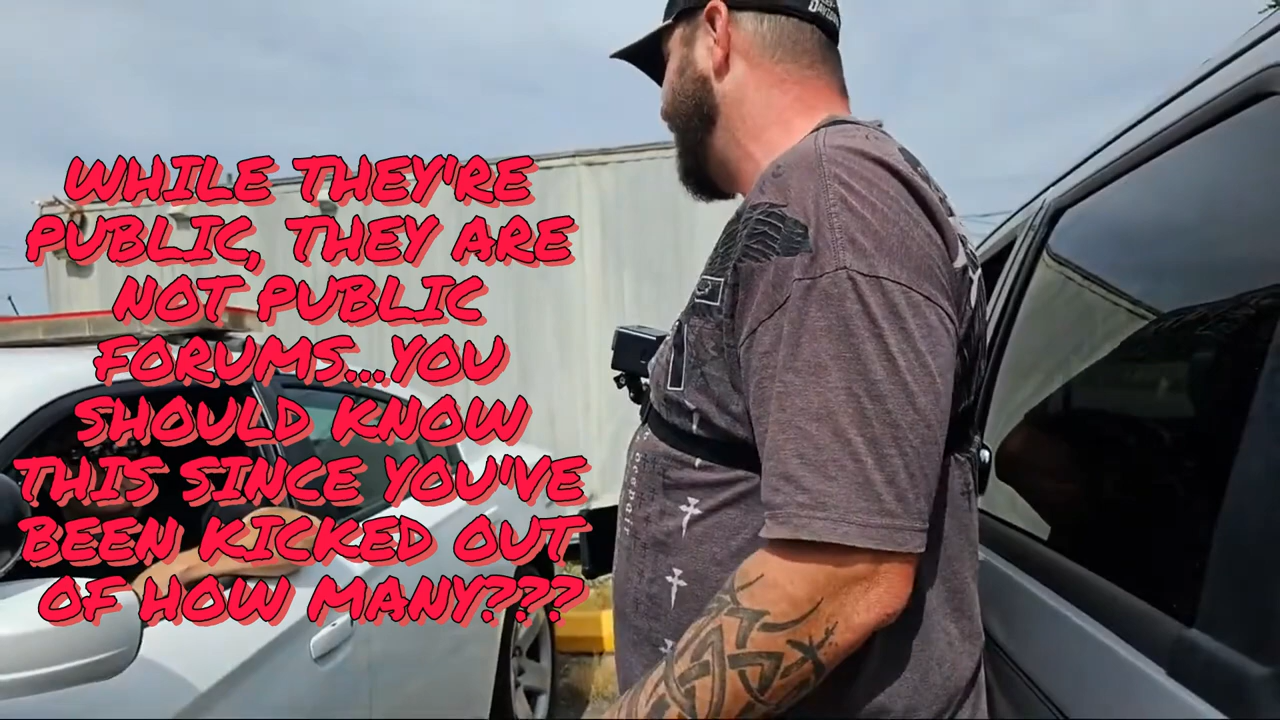 WHILE THEY'RE
PUBLIC, THEY ARE
NOT PUBLIC
FORUMS...YOU
SHOULD KNOW
THIS SINCE YOU'VE
BEEN KICKED OUT
OF HOW MANY???